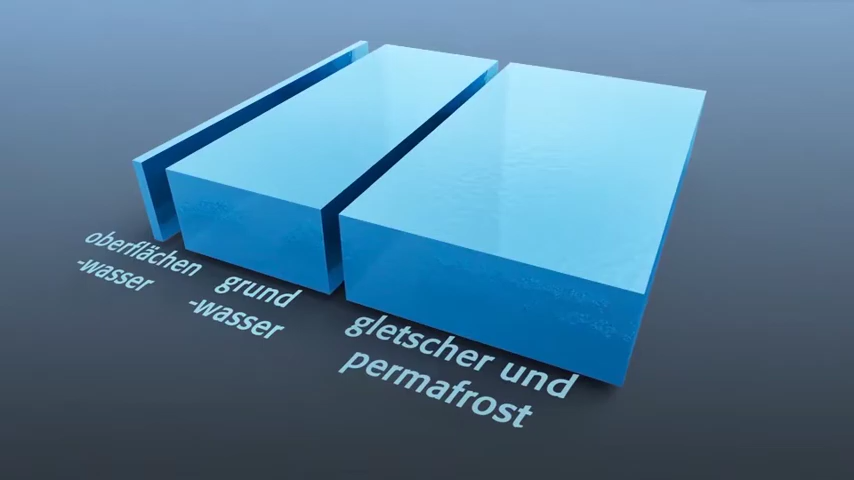 oberflächen
-wasser
grund
-wasser
gletscher und
permafrost